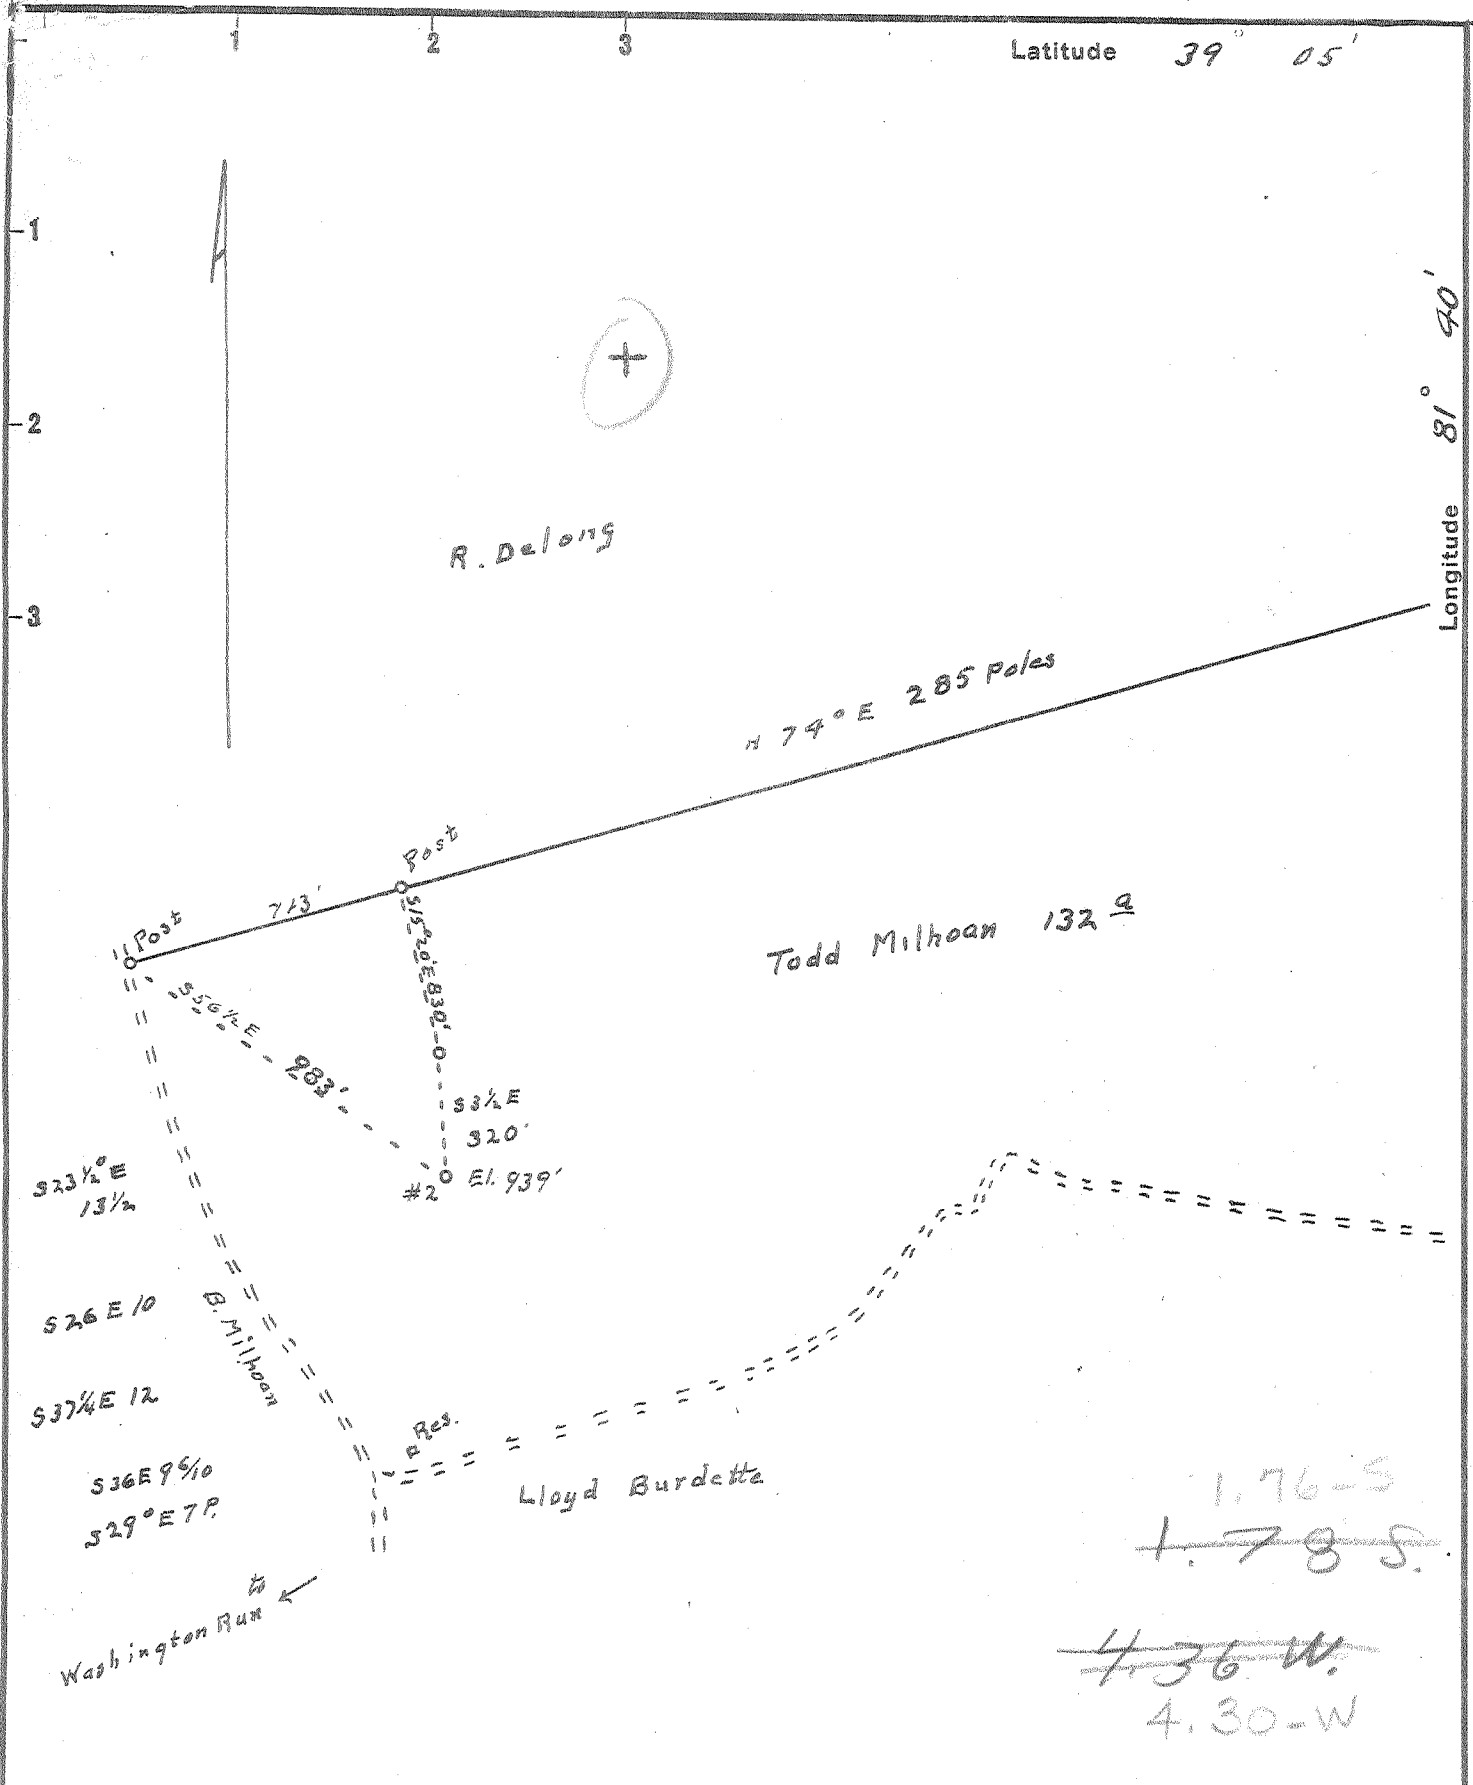 1 2 3
Latitude 39° 05'
-1
-2
-3
Longitude 81° 40'
+
R. Delong
N 74° E 285 Poles
Post
713'
"Post
S15°20'E 830'
Todd Milhoan 132 a
S56½E
983'
S3½E
320'
#2 El. 939'
S23½°E
13½
S26 E 10
B. Milhoan
S37¼E 12
Res.
S36E 9 6/10
S29°E 7 P.
Lloyd Burdette
to
Washington Run
1.76-S
1.78 S.
4.36 W.
4.30-W